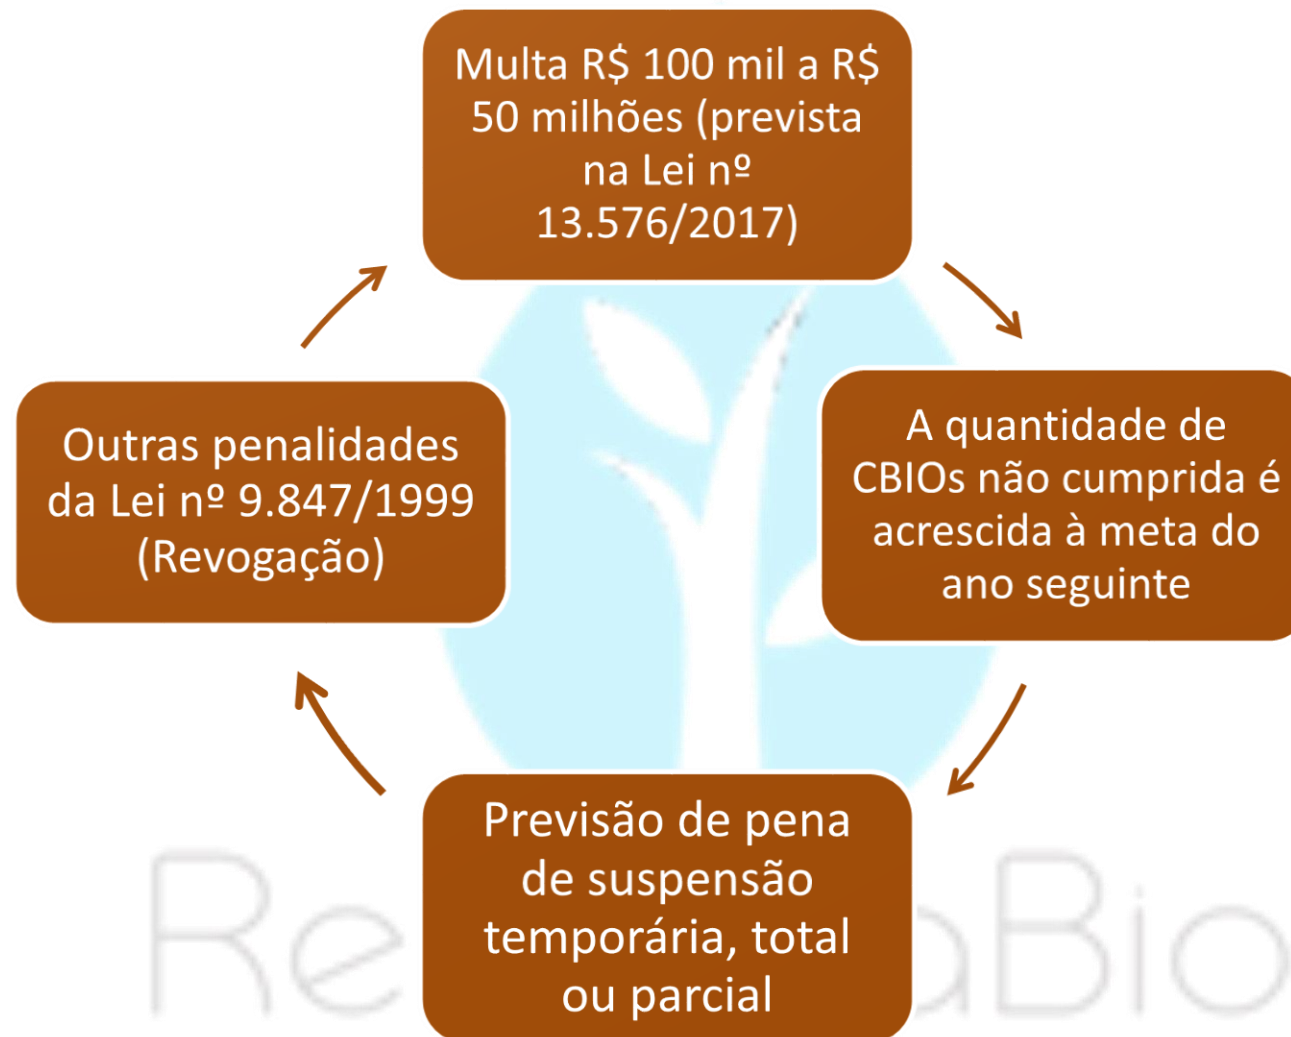 Multa R$ 100 mil a R$
50 milhões (prevista
na Lei nº
13.576/2017)
A quantidade de
CBIOs não cumprida é
acrescida à meta do
ano seguinte
Previsão de pena
de suspensão
temporária, total
ou parcial
Outras penalidades
da Lei nº 9.847/1999
(Revogação)